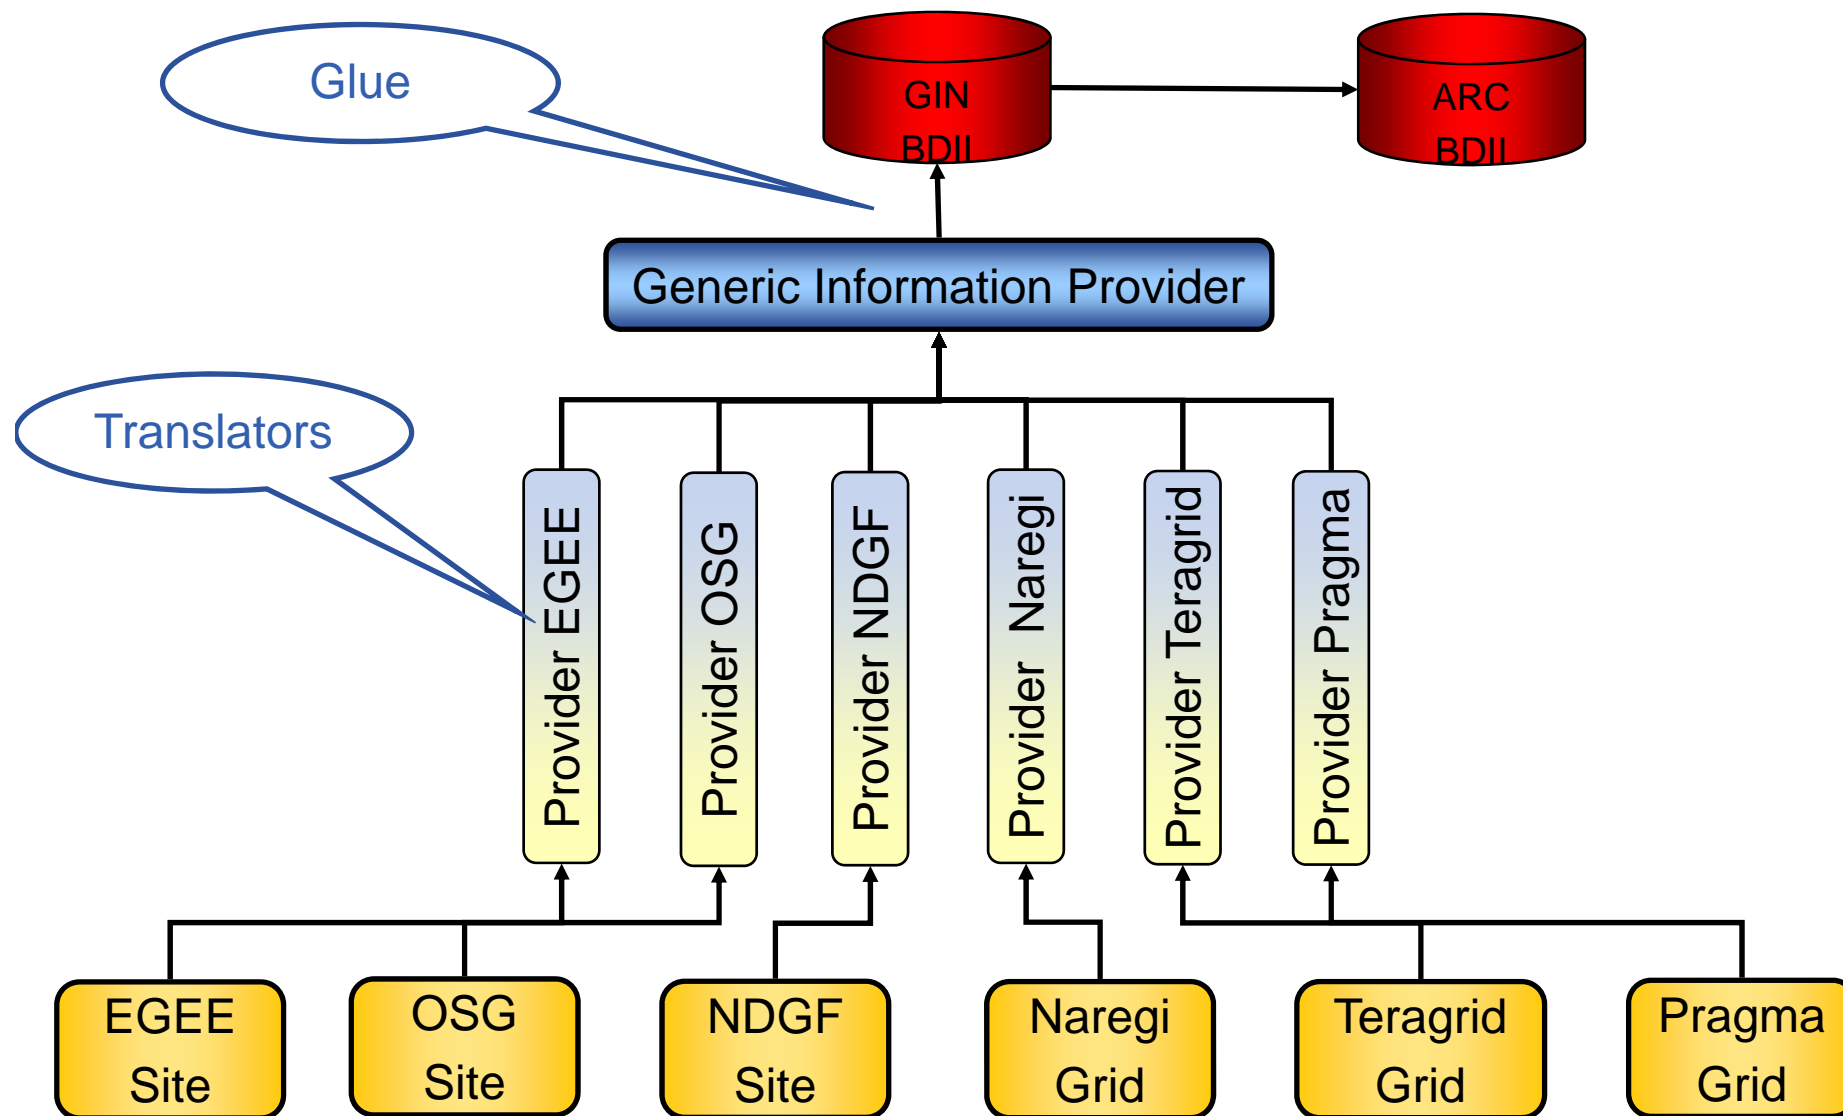 Glue
GIN
BDII
ARC
BDII
Generic Information Provider
Translators
Provider EGEE
Provider OSG
Provider NDGF
Provider Naregi
Provider Teragrid
Provider Pragma
EGEE
Site
OSG
Site
NDGF
Site
Naregi
Grid
Teragrid
Grid
Pragma
Grid